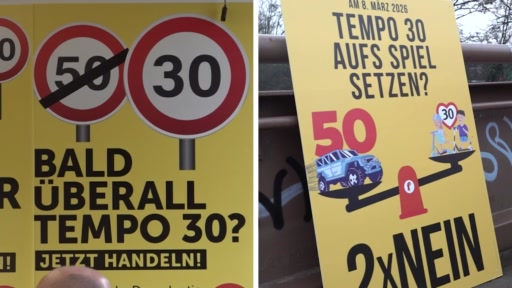 30
50
30
BALD
ÜBERALL
TEMPO 30?
JETZT HANDELN!
AM 8. MÄRZ 2026
TEMPO 30
AUFS SPIEL
SETZEN?
50
30
2xNEIN